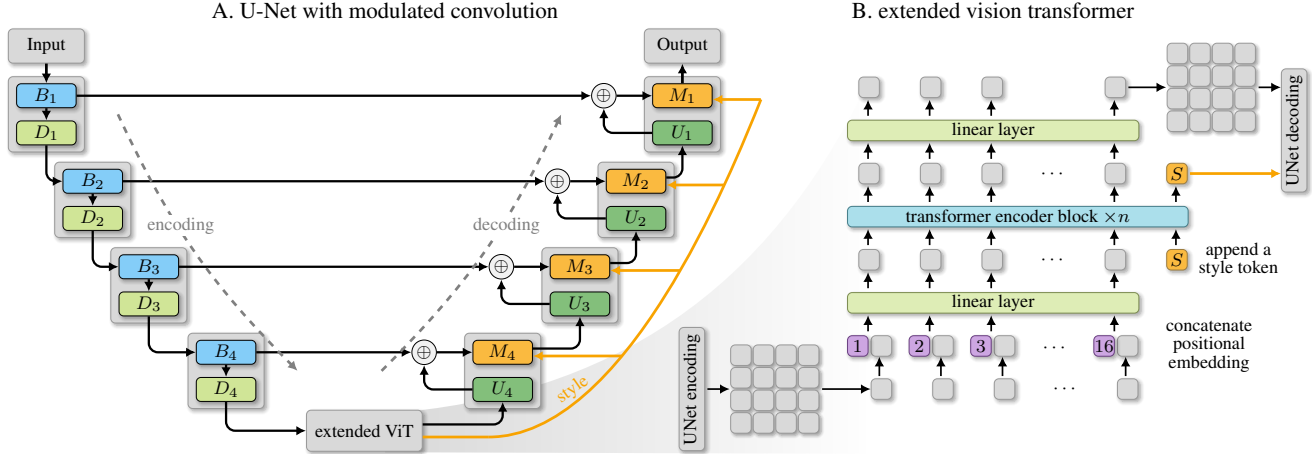 A. U-Net with modulated convolution
Input
Output
B₁
D₁
B₂
D₂
B₃
D₃
B₄
D₄
encoding
decoding
⊕
⊕
⊕
⊕
M₁
U₁
M₂
U₂
M₃
U₃
M₄
U₄
extended ViT
style
B. extended vision transformer
UNet encoding
linear layer
... S
transformer encoder block ×n
... S
append a
style token
linear layer
1 2 3 ... 16
concatenate
positional
embedding
...
UNet decoding